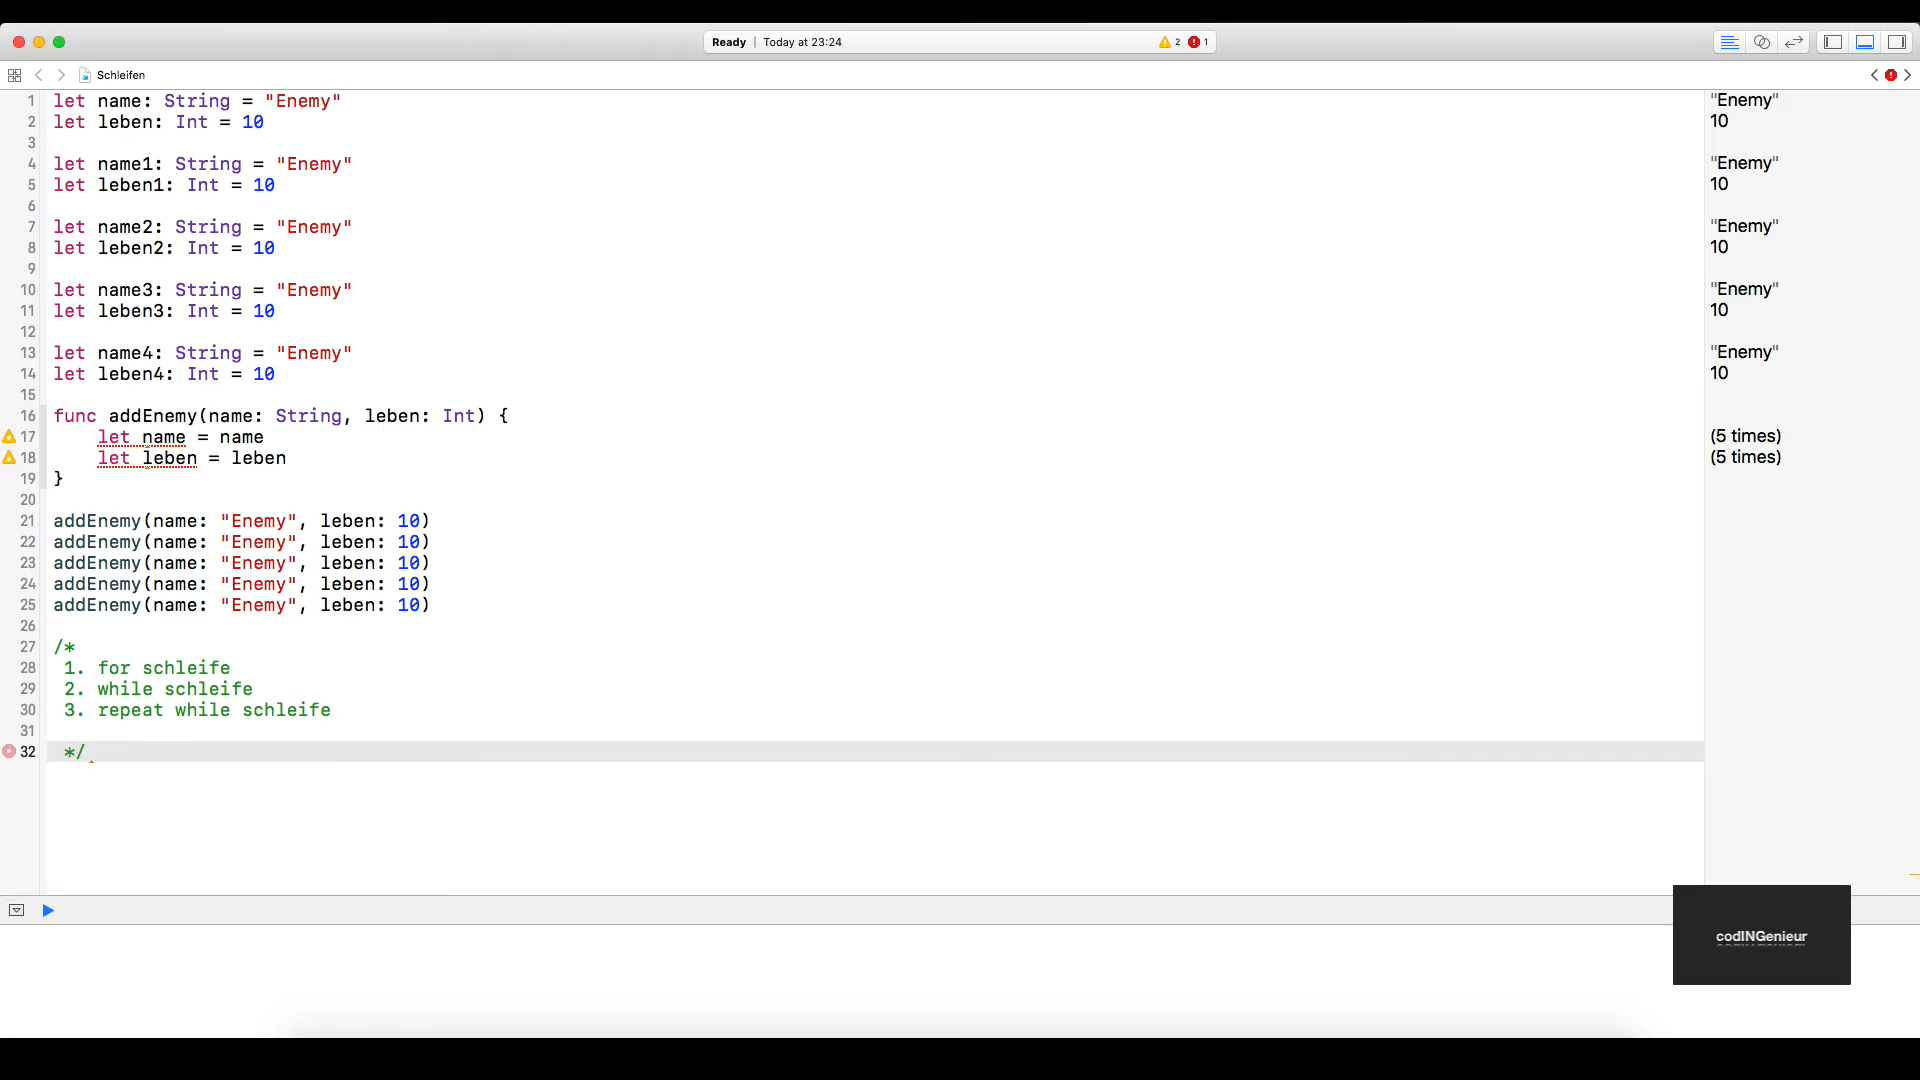 Ready | Today at 23:24 2 1
Schleifen
1 let name: String = "Enemy" "Enemy"
2 let leben: Int = 10 10
3
4 let name1: String = "Enemy" "Enemy"
5 let leben1: Int = 10 10
6
7 let name2: String = "Enemy" "Enemy"
8 let leben2: Int = 10 10
9
10 let name3: String = "Enemy" "Enemy"
11 let leben3: Int = 10 10
12
13 let name4: String = "Enemy" "Enemy"
14 let leben4: Int = 10 10
15
16 func addEnemy(name: String, leben: Int) {
17 let name = name (5 times)
18 let leben = leben (5 times)
19 }
20
21 addEnemy(name: "Enemy", leben: 10)
22 addEnemy(name: "Enemy", leben: 10)
23 addEnemy(name: "Enemy", leben: 10)
24 addEnemy(name: "Enemy", leben: 10)
25 addEnemy(name: "Enemy", leben: 10)
26
27 /*
28 1. for schleife
29 2. while schleife
30 3. repeat while schleife
31
32 */
codINGenieur